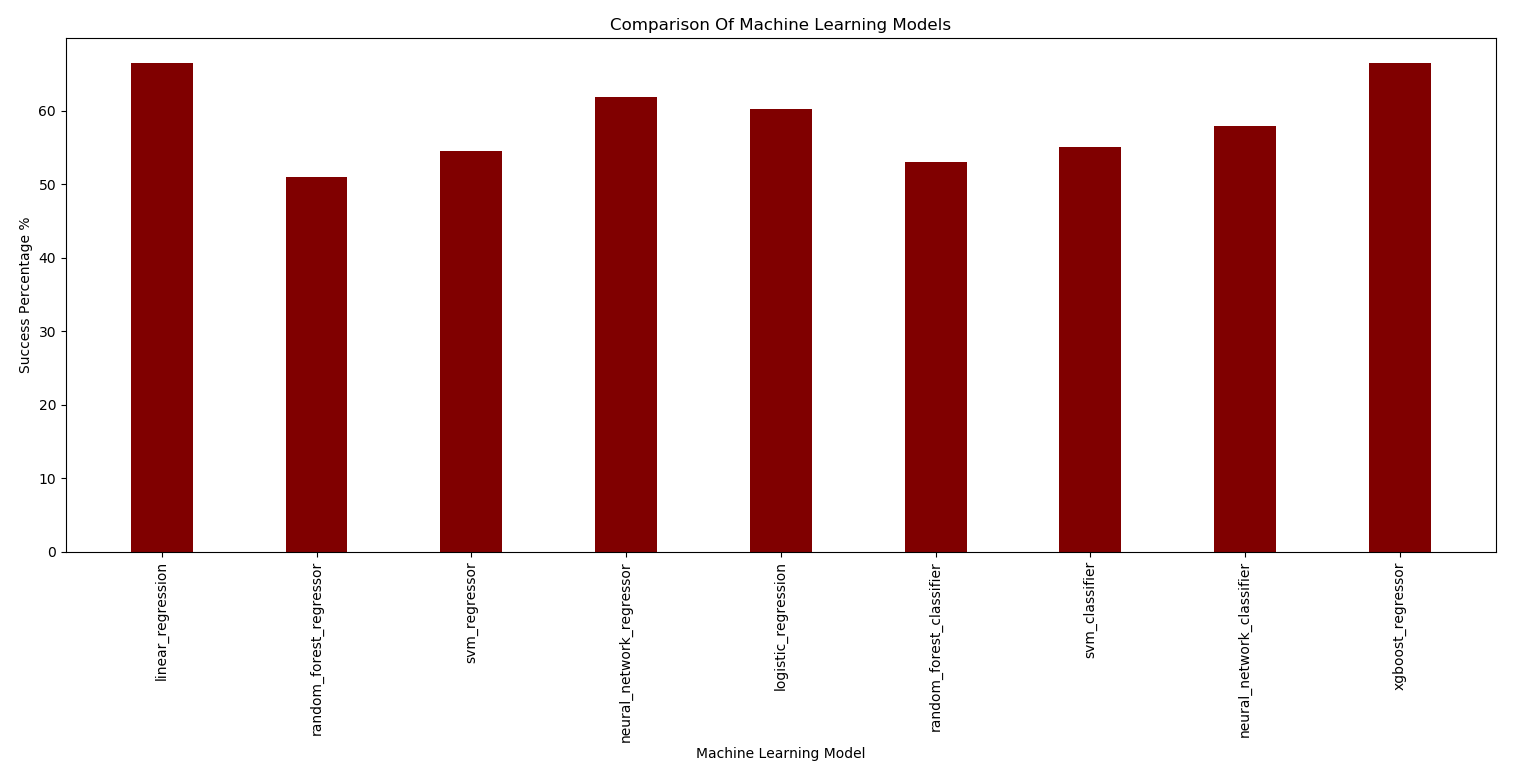 Comparison Of Machine Learning Models
Success Percentage %
60
50
40
30
20
10
0
linear_regression
random_forest_regressor
svm_regressor
neural_network_regressor
logistic_regression
random_forest_classifier
svm_classifier
neural_network_classifier
xgboost_regressor
Machine Learning Model